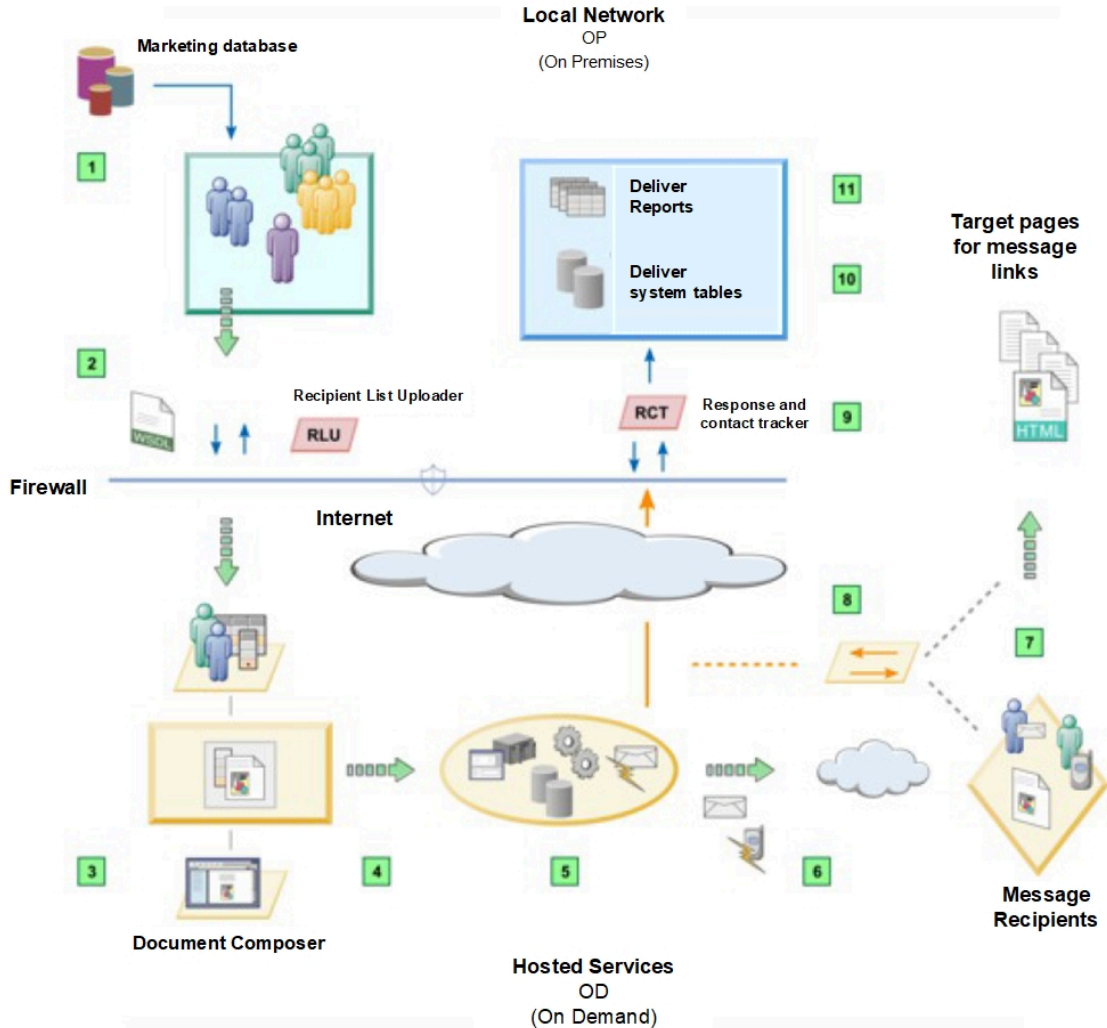 Local Network
OP
(On Premises)
Marketing database
1
Deliver
Reports
11
Deliver
system tables
10
Target pages
for message
links
2
WSDL
Recipient List Uploader
RLU
RCT
Response and
contact tracker
9
HTML
Firewall
Internet
8
7
3
4
5
6
Document Composer
Message
Recipients
Hosted Services
OD
(On Demand)